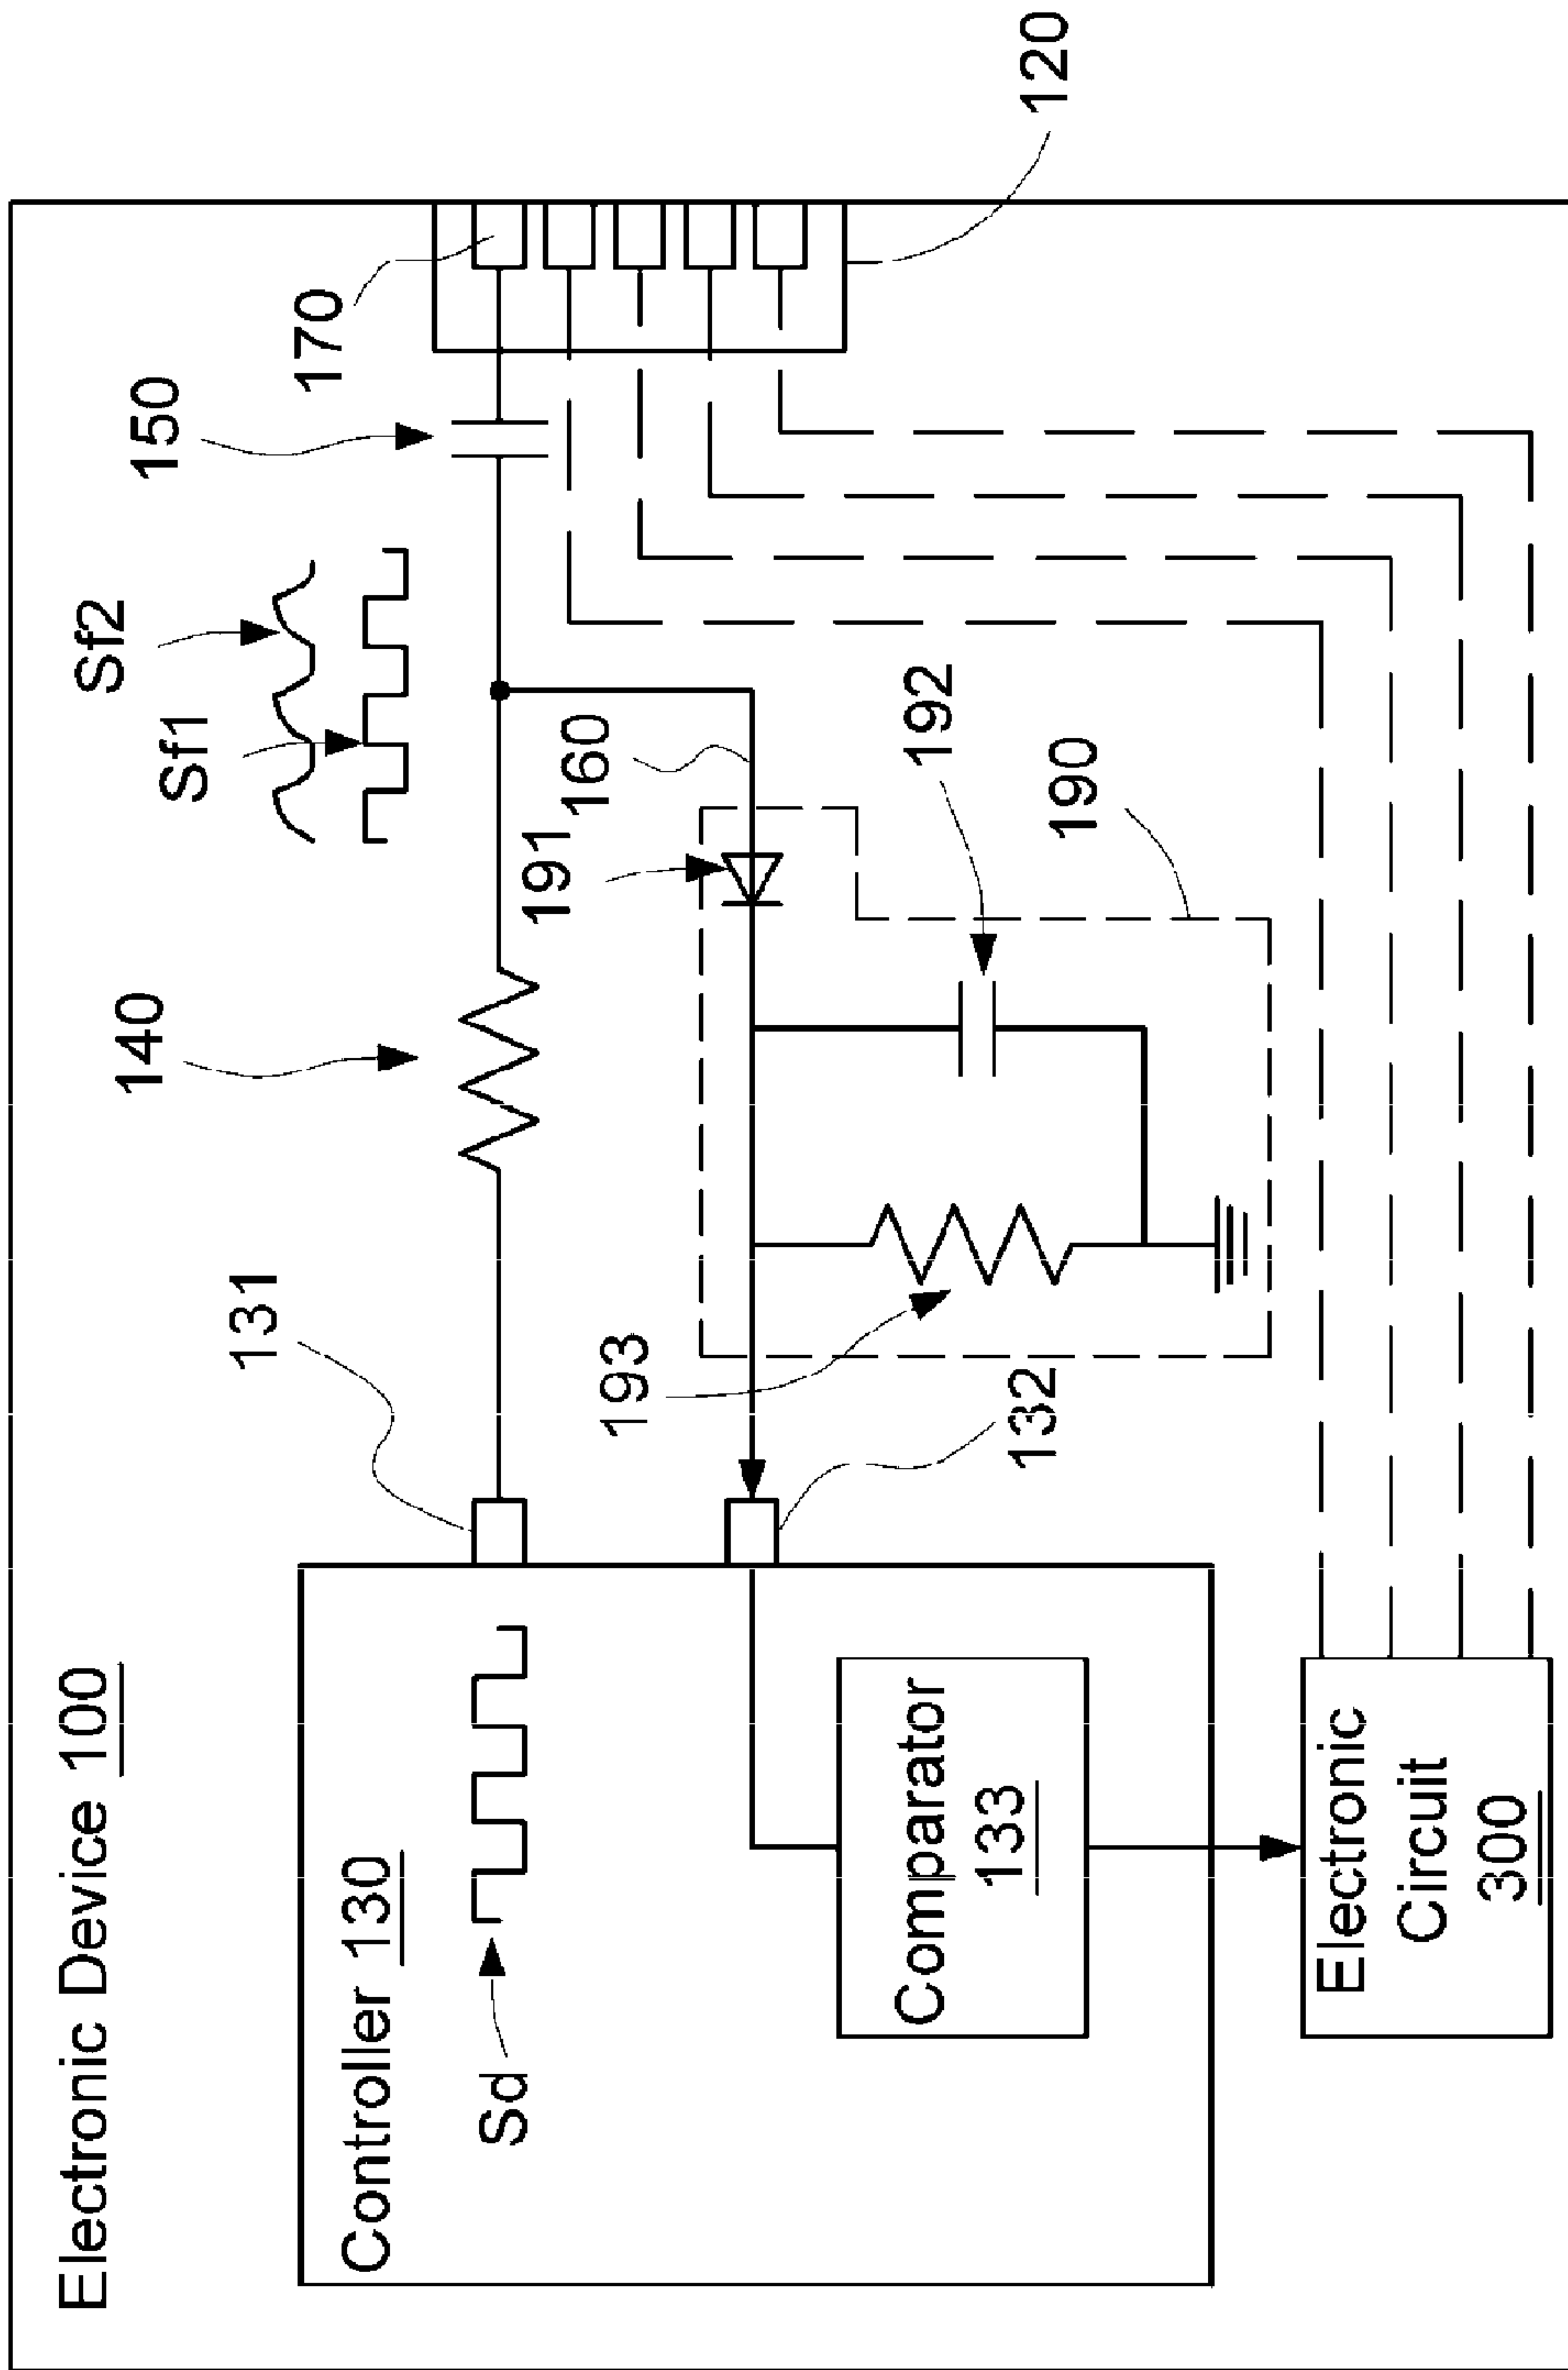 Electronic Device 100
Controller 130
Sd
131
140
Sf1
Sf2
150
170
120
132
193
191
160
192
190
Comparator
133
Electronic
Circuit
300